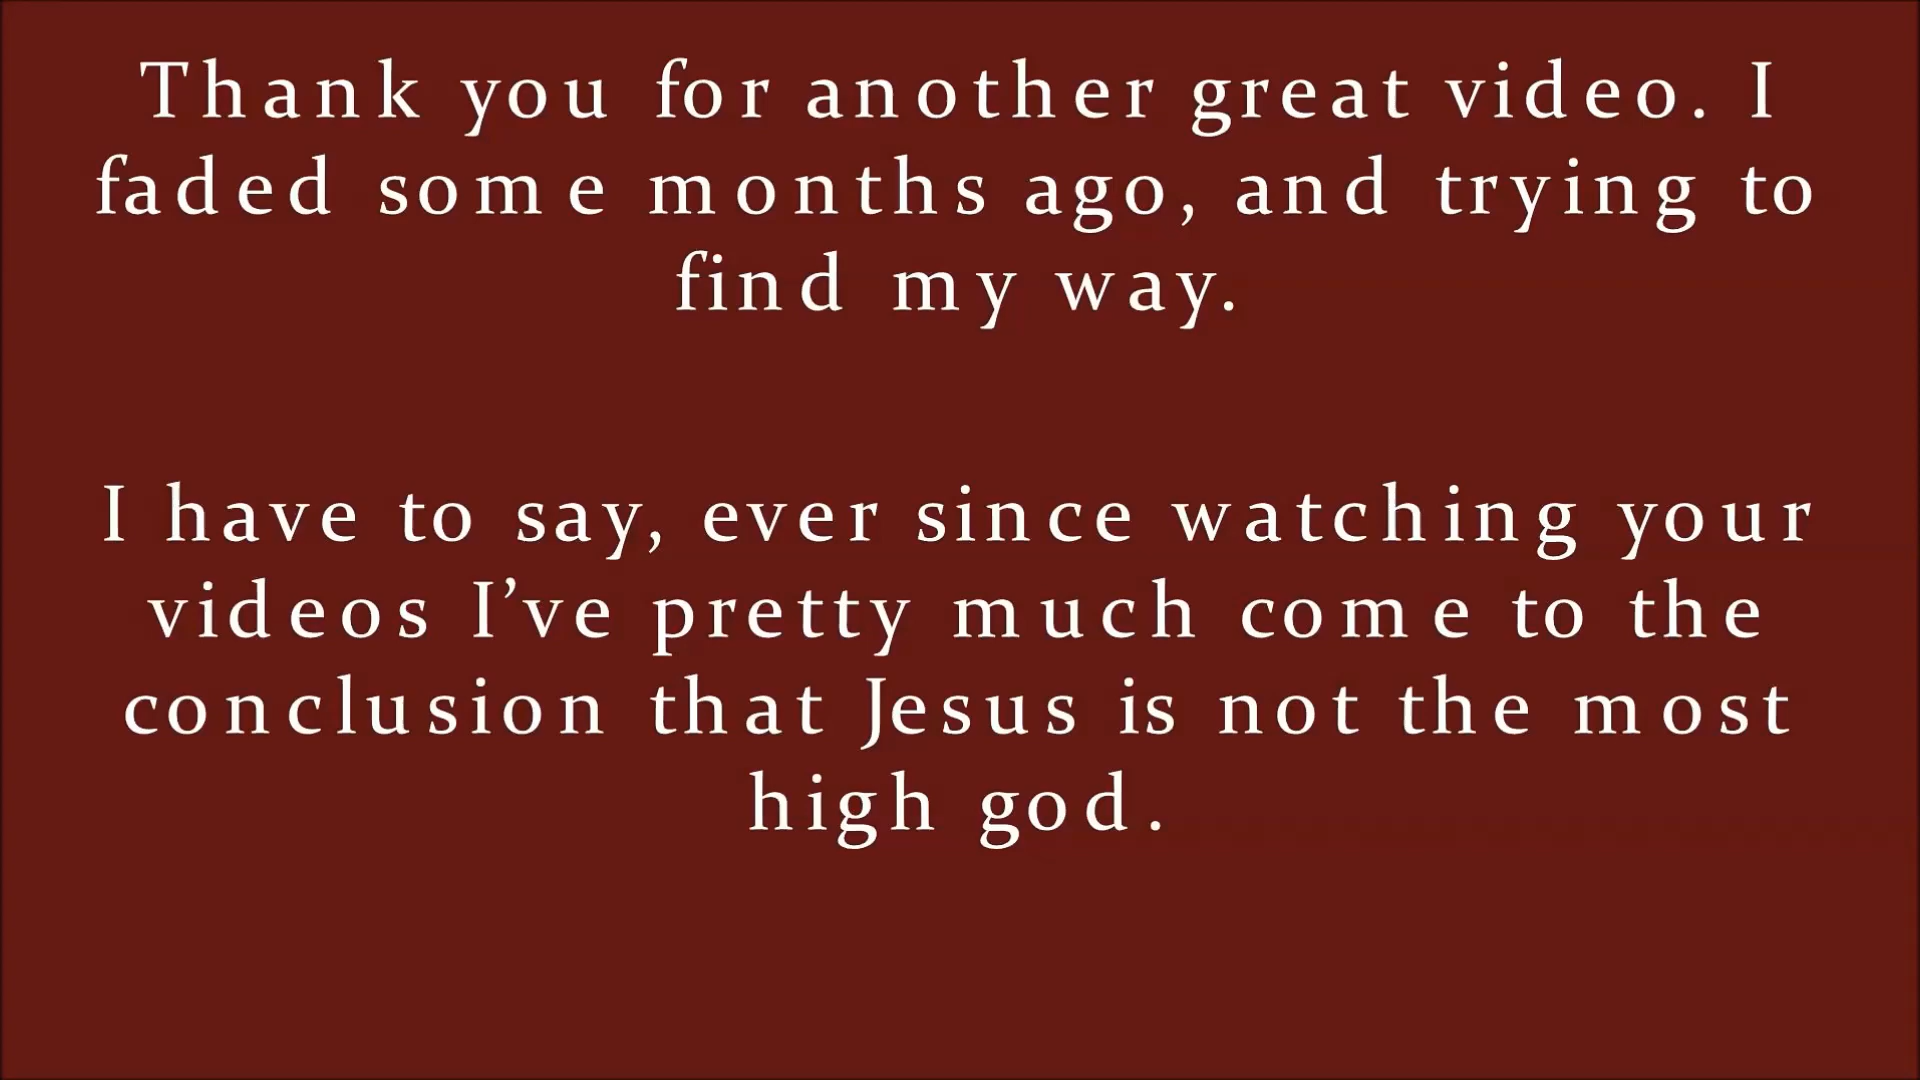 Thank you for another great video. I
faded some months ago, and trying to
find my way.
I have to say, ever since watching your
videos I’ve pretty much come to the
conclusion that Jesus is not the most
high god.